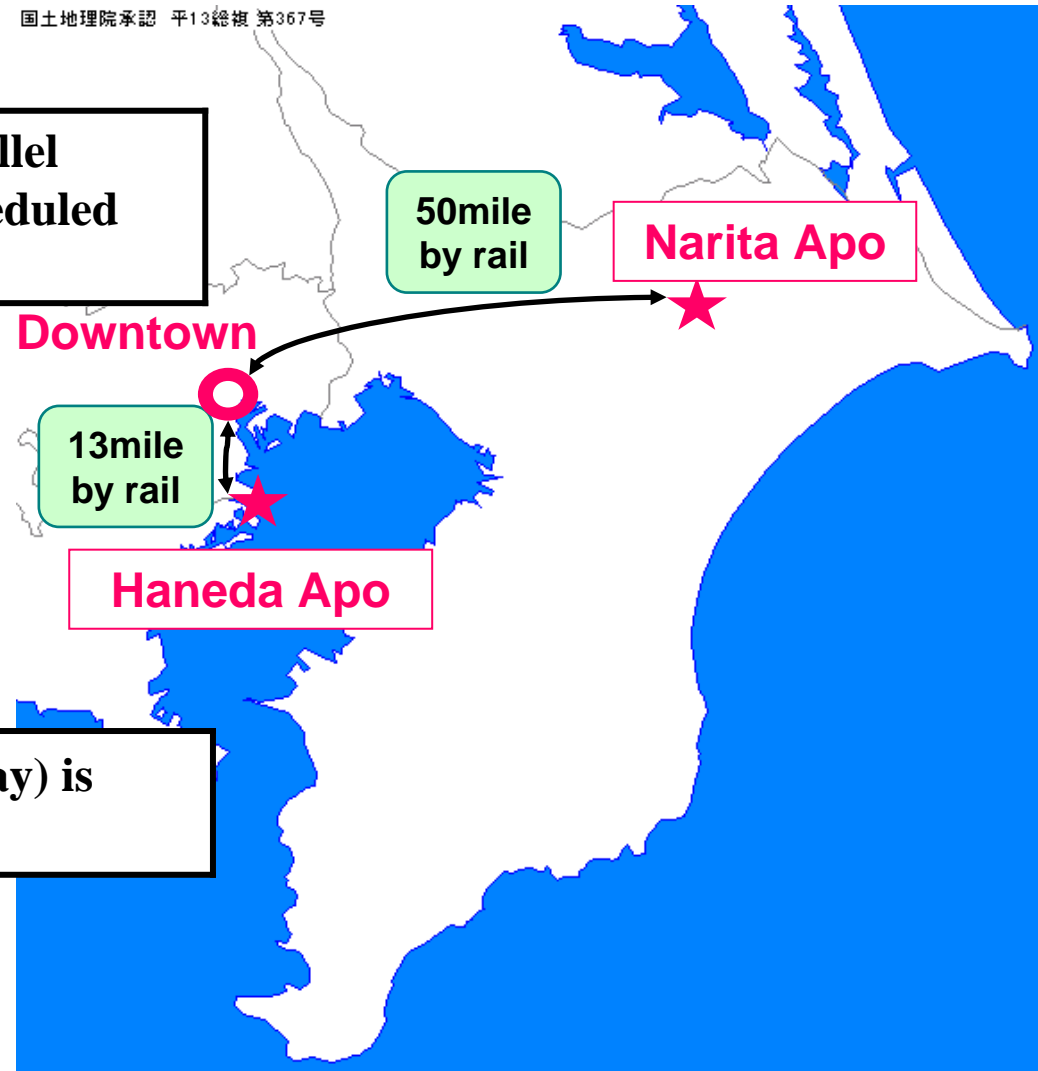 国土地理院承認 平13総複 第367号
llel
eduled
50mile
by rail
Narita Apo
Downtown
13mile
by rail
Haneda Apo
ay) is